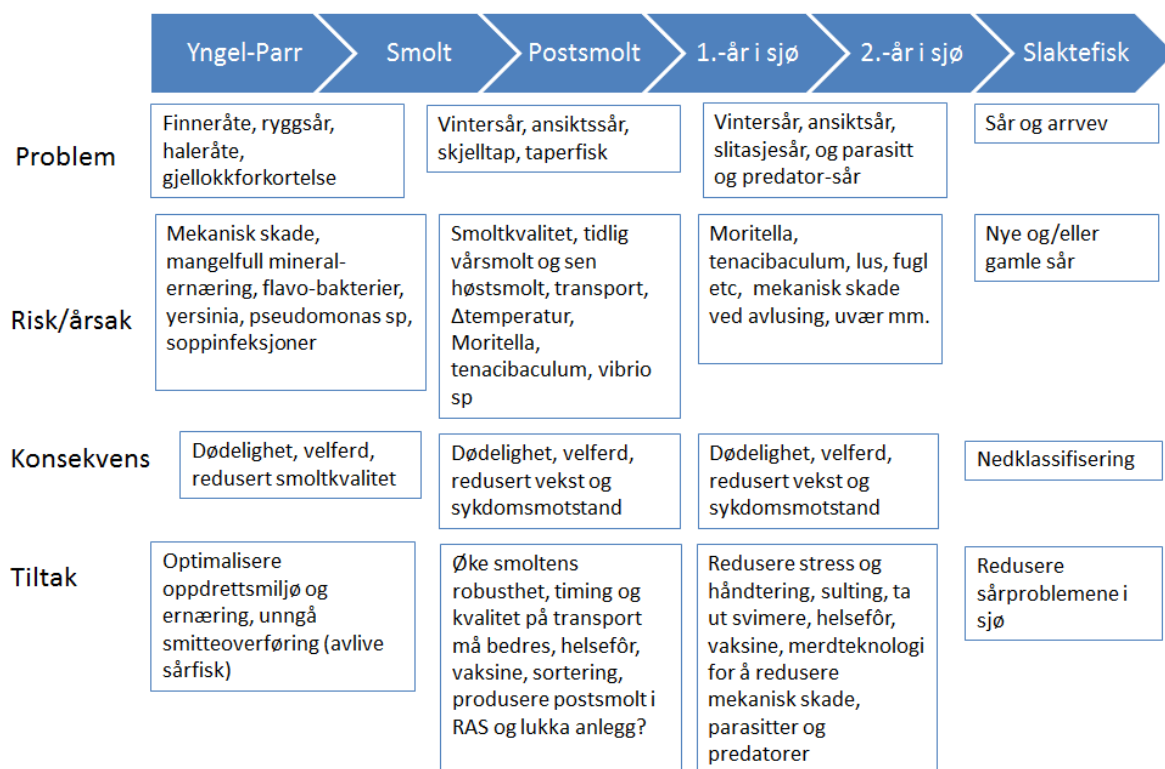 Yngel-Parr
Smolt
Postsmolt
1.-år i sjø
2.-år i sjø
Slaktefisk
Problem
Finneråte, ryggsår,
haleråte,
gjellokkforkortelse
Vintersår, ansiktssår,
skjelltap, taperfisk
Vintersår, ansiktsår,
slitasjesår, og parasitt
og predator-sår
Sår og arrvev
Risk/årsak
Mekanisk skade,
mangelfull mineral-
ernæring, flavo-bakterier,
yersinia, pseudomonas sp,
soppinfeksjoner
Smoltkvalitet, tidlig
vårsmolt og sen
høstsmolt, transport,
Δtemperatur,
Moritella,
tenacibaculum, vibrio
sp
Moritella,
tenacibaculum, lus, fugl
etc, mekanisk skade
ved avlusing, uvær mm.
Nye og/eller
gamle sår
Konsekvens
Dødelighet, velferd,
redusert smoltkvalitet
Dødelighet, velferd,
redusert vekst og
sykdomsmotstand
Dødelighet, velferd,
redusert vekst og
sykdomsmotstand
Nedklassifisering
Tiltak
Optimalisere
oppdrettsmiljø og
ernæring, unngå
smitteoverføring (avlive
sårfisk)
Øke smoltens
robusthet, timing og
kvalitet på transport
må bedres, helsefôr,
vaksine, sortering,
produsere postsmolt i
RAS og lukka anlegg?
Redusere stress og
håndtering, sulting, ta
ut svimere, helsefôr,
vaksine, merdteknologi
for å redusere
mekanisk skade,
parasitter og
predatorer
Redusere
sårproblemene i
sjø